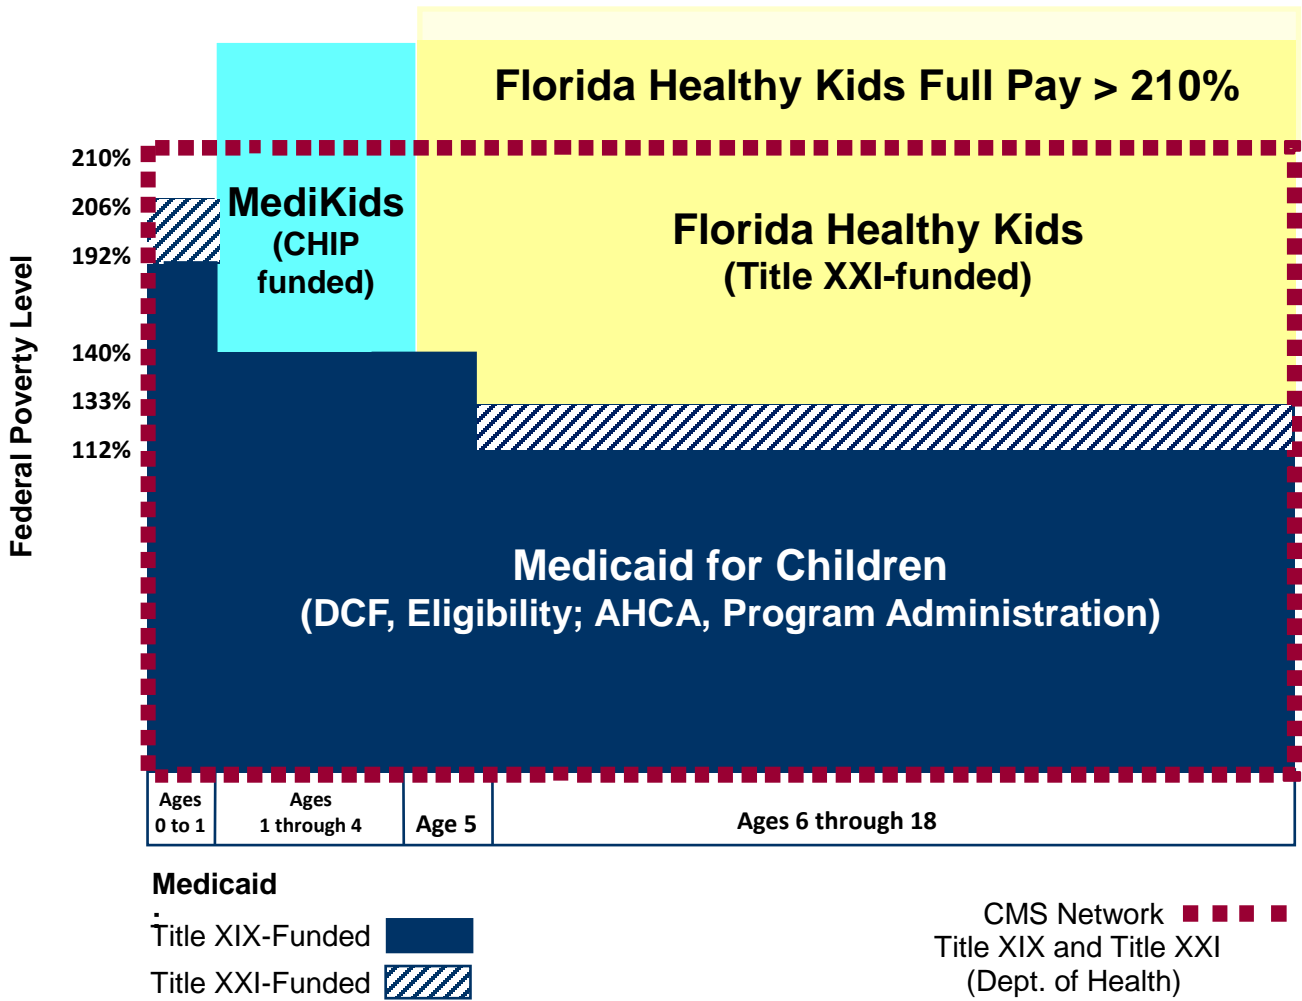 Florida Healthy Kids Full Pay > 210%
210%
206%
192%
140%
133%
112%
Federal Poverty Level
MediKids
(CHIP
funded)
Florida Healthy Kids
(Title XXI-funded)
Medicaid for Children
(DCF, Eligibility; AHCA, Program Administration)
Ages
0 to 1
Ages
1 through 4
Age 5
Ages 6 through 18
Medicaid
:
Title XIX-Funded
Title XXI-Funded
CMS Network
Title XIX and Title XXI
(Dept. of Health)